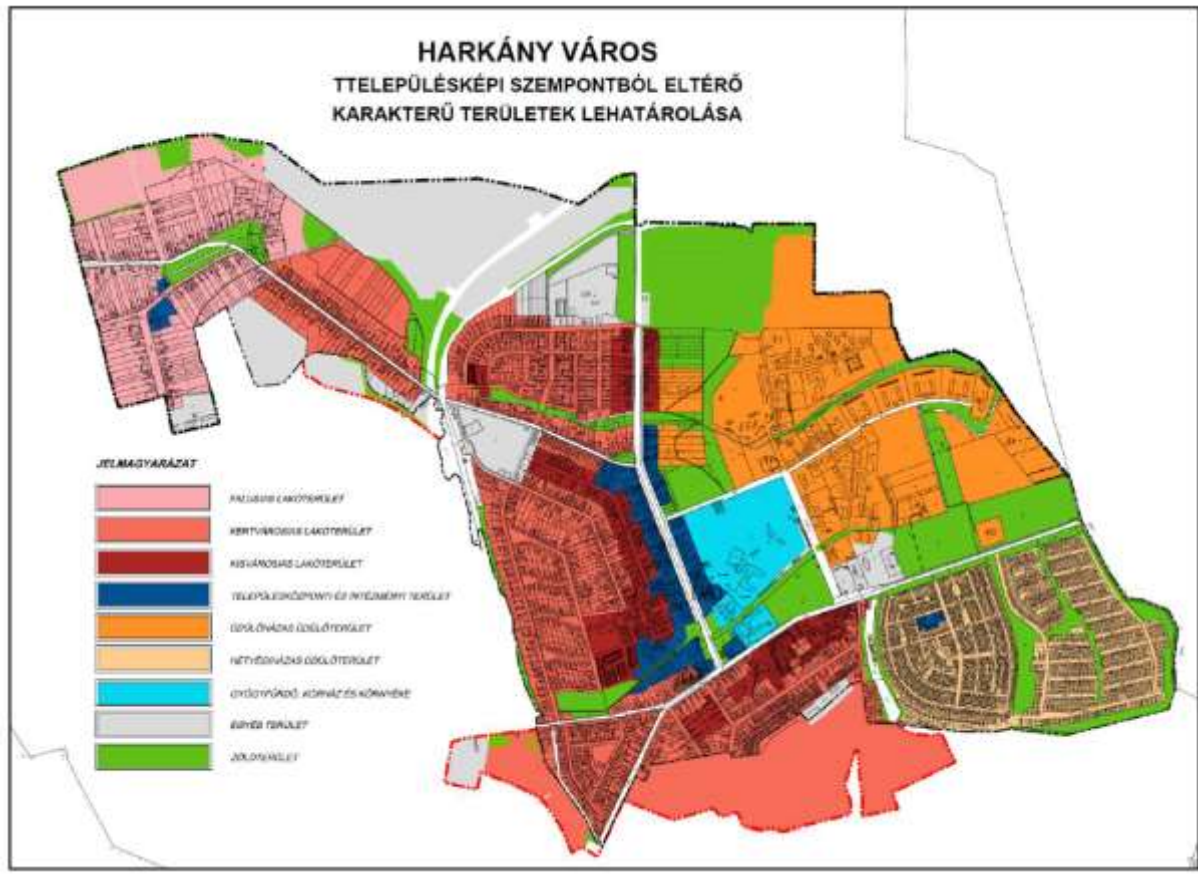 HARKÁNY VÁROS
TTELEPÜLÉSKÉPI SZEMPONTBÓL ELTÉRŐ
KARAKTERŰ TERÜLETEK LEHATÁROLÁSA
JELMAGYARÁZAT
FALUSIAS LAKÓTERÜLET
KERTVÁROSIAS LAKÓTERÜLET
KISVÁROSIAS LAKÓTERÜLET
TELEPÜLÉSKÖZPONTI ÉS INTÉZMÉNYI TERÜLET
ÜDÜLŐHÁZAS ÜDÜLŐTERÜLET
HÉTVÉGIHÁZAS ÜDÜLŐTERÜLET
GYÓGYFÜRDŐ, KÓRHÁZ ÉS KÖRNYÉKE
EGYÉB TERÜLET
ZÖLDTERÜLET